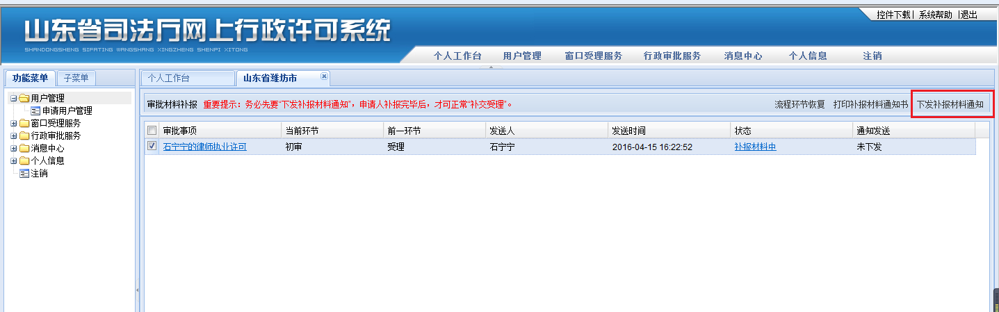 控件下载| 系统帮助 |退出
山东省司法厅网上行政许可系统
SHANDONGSHENG SIFATING WANGSHANG XINGZHENG SHENPI XITONG
个人工作台 用户管理 窗口受理服务 行政审批服务 消息中心 个人信息 注销
功能菜单 子菜单
个人工作台 山东省潍坊市
用户管理
申请用户管理
窗口受理服务
行政审批服务
消息中心
个人信息
注销
审批材料补报 重要提示：务必先要“下发补报材料通知”，申请人补报完毕后，才可正常“补交受理”。
流程环节恢复 打印补报材料通知书 下发补报材料通知
审批事项 当前环节 前一环节 发送人 发送时间 状态 通知发送
石宁宁的律师执业许可 初审 受理 石宁宁 2016-04-15 16:22:52 补报材料中 未下发